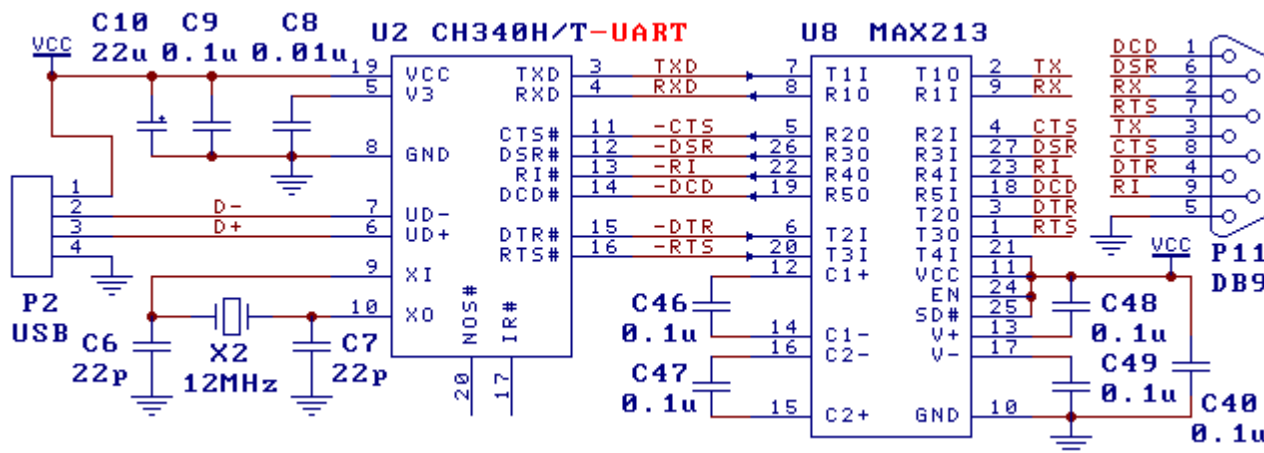 C10 C9 C8 U2 CH340H/T-UART U8 MAX213
VCC 22u 0.1u 0.01u DCD 1
19 VCC TXD 3 TXD 7 T1I T1O 2 TX DSR 6
5 V3 RXD 4 RXD 8 R1O R1I 9 RX RX 2
RTS 7
CTS# 11 -CTS 5 R2O R2I 4 CTS TX 3
8 GND DSR# 12 -DSR 26 R3O R3I 27 DSR CTS 8
RI# 13 -RI 22 R4O R4I 23 RI DTR 4
1 DCD# 14 -DCD 19 R5O R5I 18 DCD RI 9
2 D- 7 UD- T2O 3 DTR 5
3 D+ 6 UD+ DTR# 15 -DTR 6 T2I T3O 1 RTS
4 RTS# 16 -RTS 20 T3I T4I 21 VCC P11
9 XI 12 C1+ VCC 11 DB9
P2 EN 24
USB 10 XO NOS# IR# C46 SD# 25 C48
C6 X2 C7 0.1u 14 C1- V+ 13 0.1u
22p 12MHz 22p 16 C2- V- 17
20 17 C47 C49
0.1u 15 C2+ GND 10 0.1u C40
0.1u